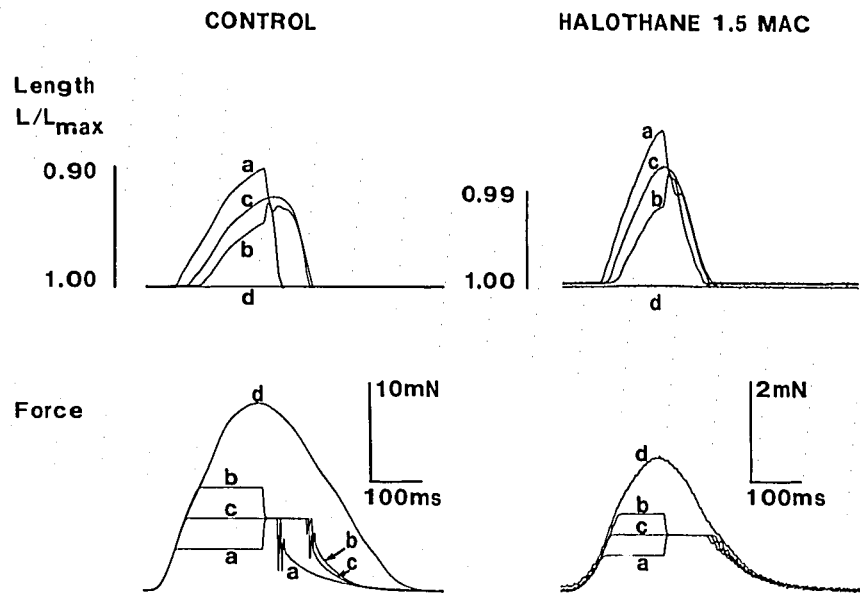 CONTROL
HALOTHANE 1.5 MAC
Length
L/Lmax
0.90
1.00
a
c
b
d
0.99
1.00
a
c
b
d
Force
10mN
100ms
d
b
c
a
b
c
a
2mN
100ms
d
b
c
a